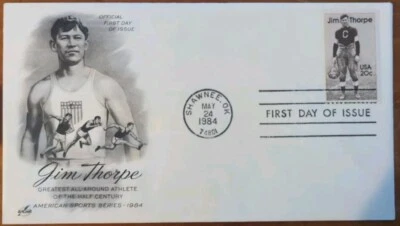 OFFICIAL
FIRST DAY
OF ISSUE
Jim Thorpe
GREATEST ALL-AROUND ATHLETE
OF THE HALF CENTURY
AMERICAN SPORTS SERIES - 1984
SHAWNEE, OK
MAY
24
1984
74801
Jim Thorpe
C
USA
20c
FIRST DAY OF ISSUE